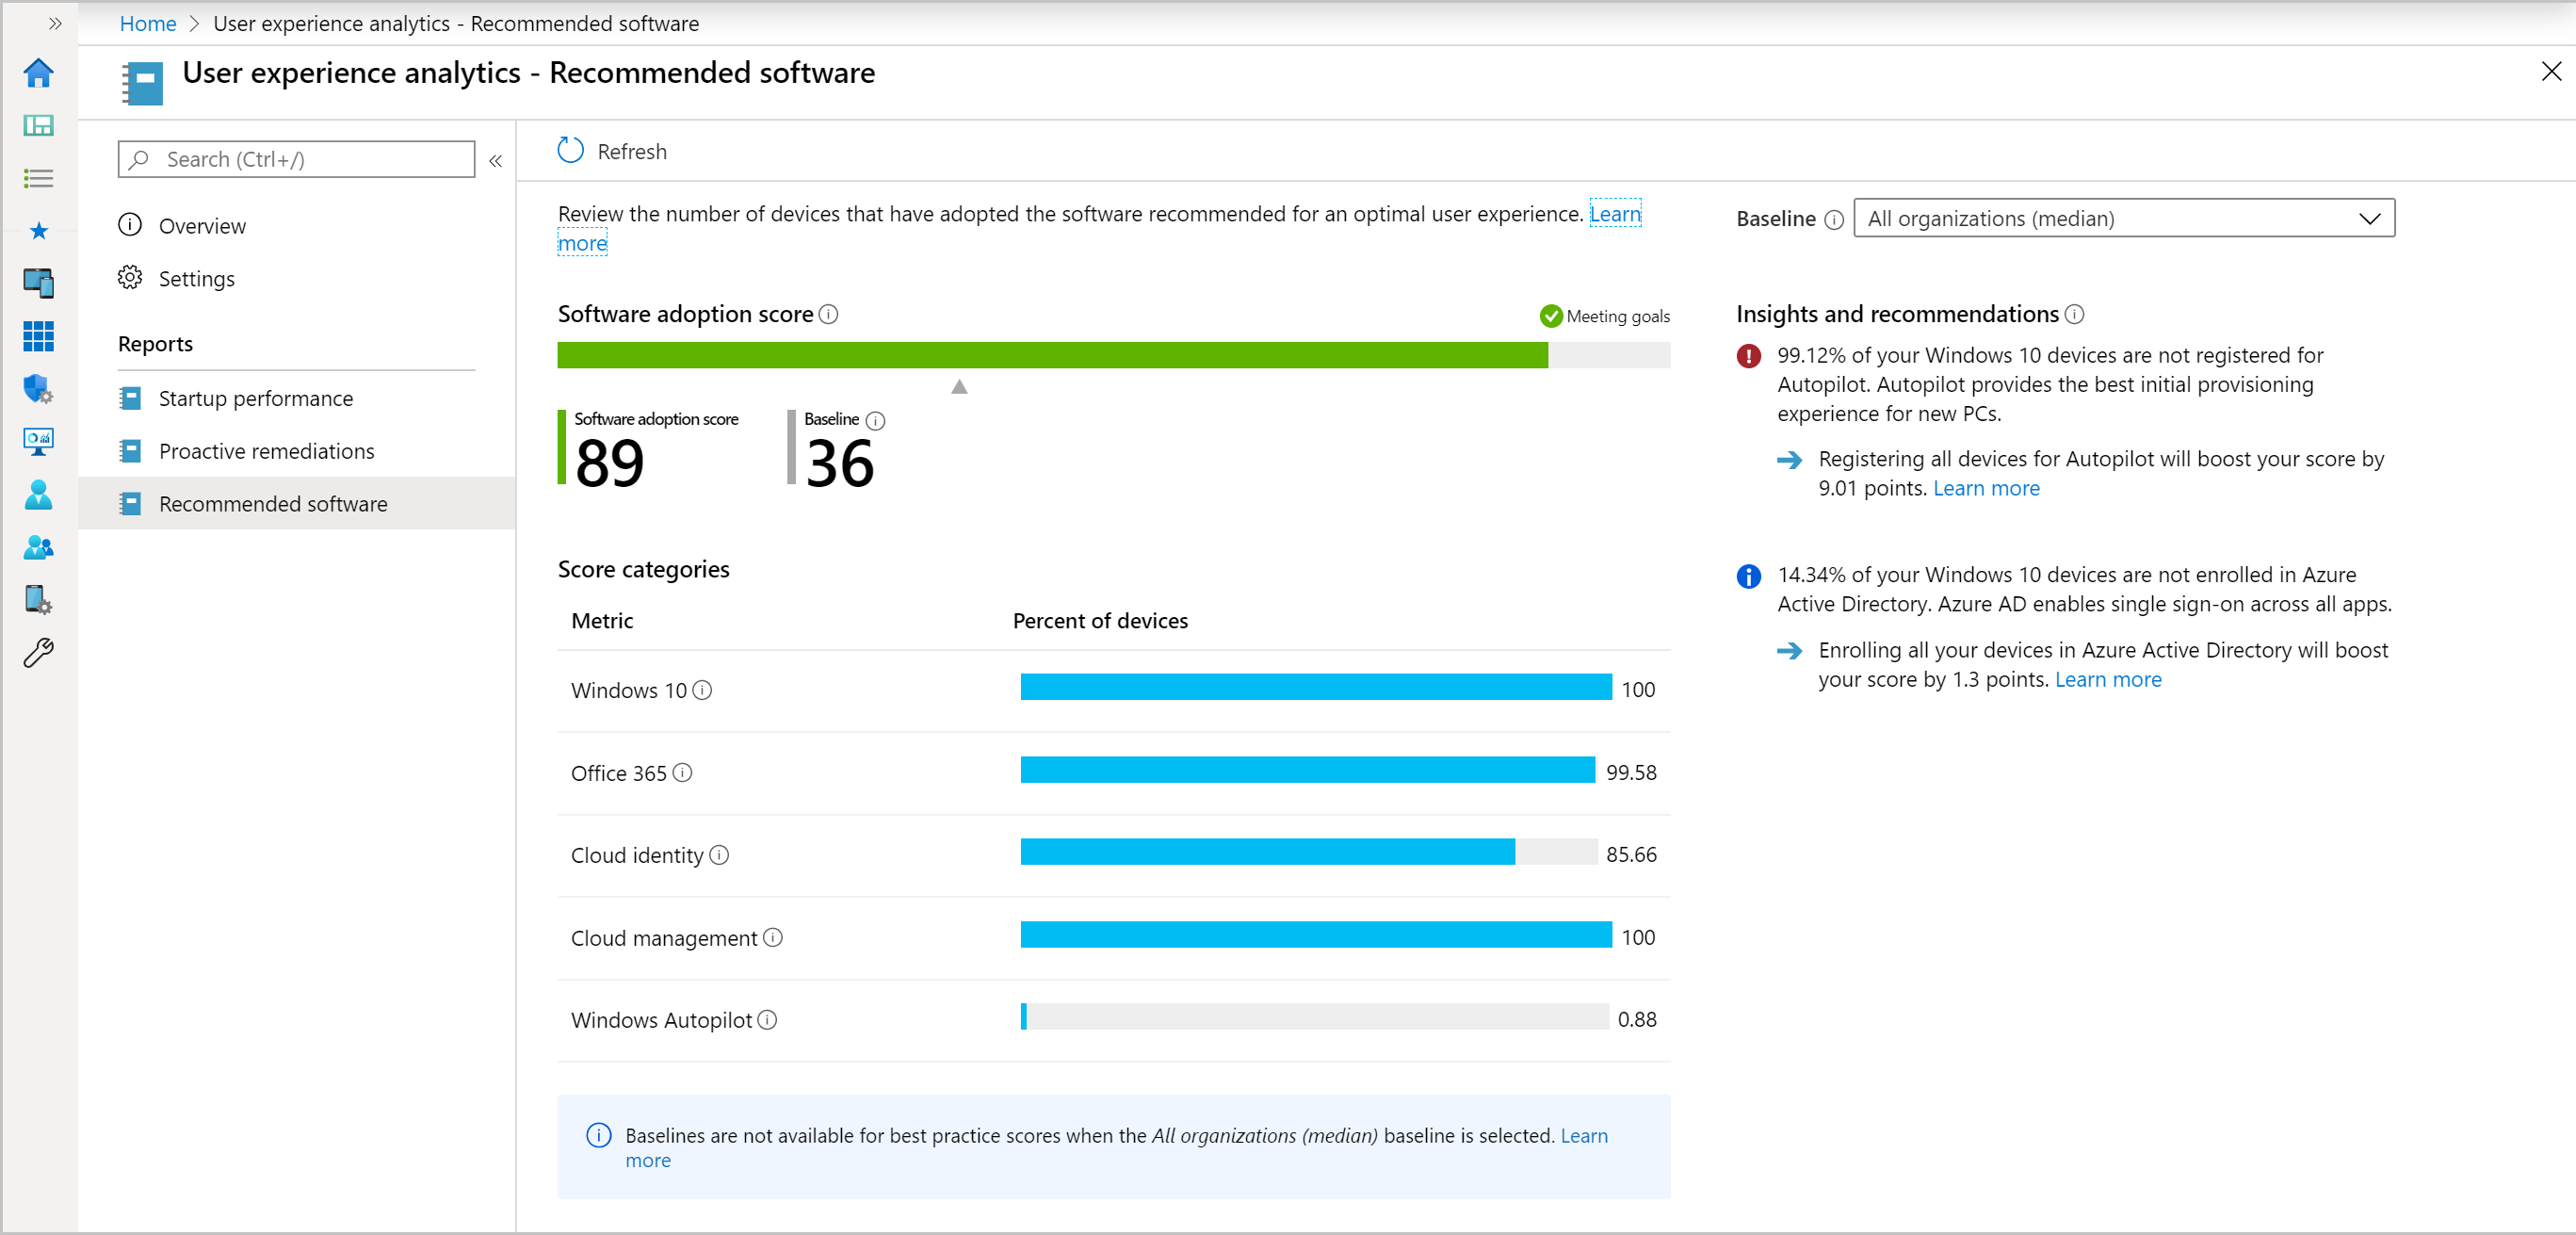 Home > User experience analytics - Recommended software
User experience analytics - Recommended software
Search (Ctrl+/)
Overview
Settings
Reports
Startup performance
Proactive remediations
Recommended software
Refresh
Review the number of devices that have adopted the software recommended for an optimal user experience. Learn
more
Software adoption score
Meeting goals
Software adoption score
89
Baseline
36
Score categories
Metric Percent of devices
Windows 10 100
Office 365 99.58
Cloud identity 85.66
Cloud management 100
Windows Autopilot 0.88
Baselines are not available for best practice scores when the All organizations (median) baseline is selected. Learn
more
Baseline All organizations (median)
Insights and recommendations
99.12% of your Windows 10 devices are not registered for
Autopilot. Autopilot provides the best initial provisioning
experience for new PCs.
Registering all devices for Autopilot will boost your score by
9.01 points. Learn more
14.34% of your Windows 10 devices are not enrolled in Azure
Active Directory. Azure AD enables single sign-on across all apps.
Enrolling all your devices in Azure Active Directory will boost
your score by 1.3 points. Learn more